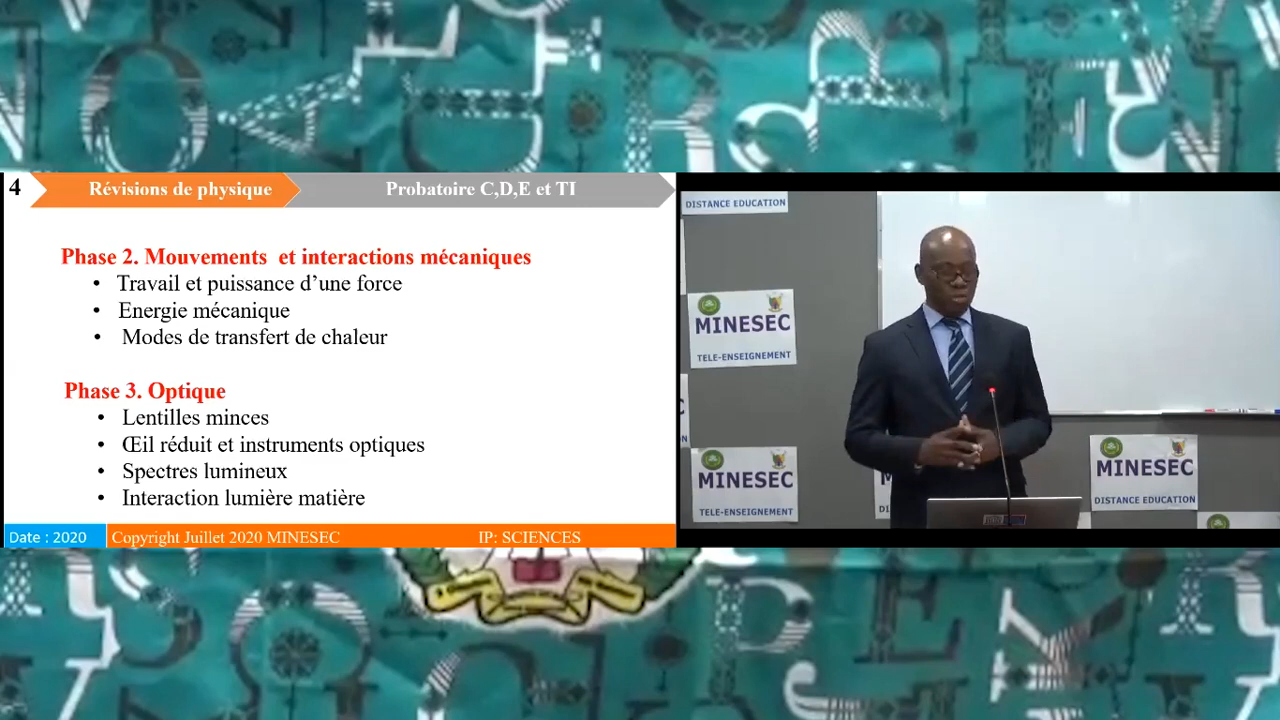 4
Révisions de physique
Probatoire C,D,E et TI
Phase 2. Mouvements et interactions mécaniques
• Travail et puissance d’une force
• Energie mécanique
• Modes de transfert de chaleur
Phase 3. Optique
• Lentilles minces
• Œil réduit et instruments optiques
• Spectres lumineux
• Interaction lumière matière
Date : 2020
Copyright Juillet 2020 MINESEC
IP: SCIENCES
DISTANCE EDUCATION
MINESEC
TELE-ENSEIGNEMENT
MINESEC
TELE-ENSEIGNEMENT
MINESEC
DISTANCE EDUCATION